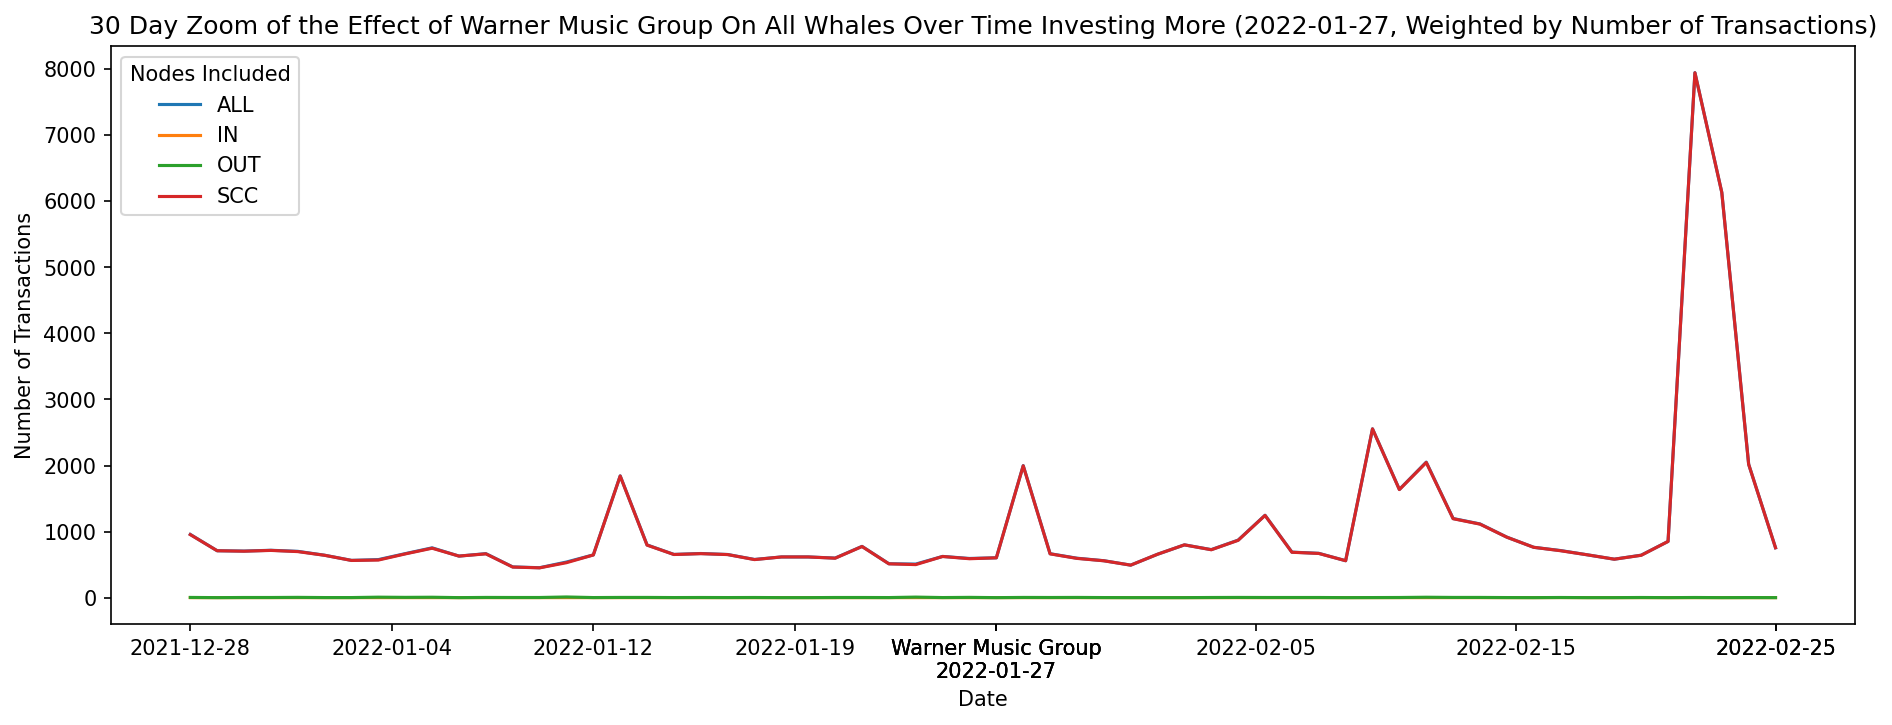 30 Day Zoom of the Effect of Warner Music Group On All Whales Over Time Investing More (2022-01-27, Weighted by Number of Transactions)
Nodes Included
ALL
IN
OUT
SCC
Number of Transactions
8000
7000
6000
5000
4000
3000
2000
1000
0
2021-12-28
2022-01-04
2022-01-12
2022-01-19
Warner Music Group
2022-01-27
2022-02-05
2022-02-15
2022-02-25
Date